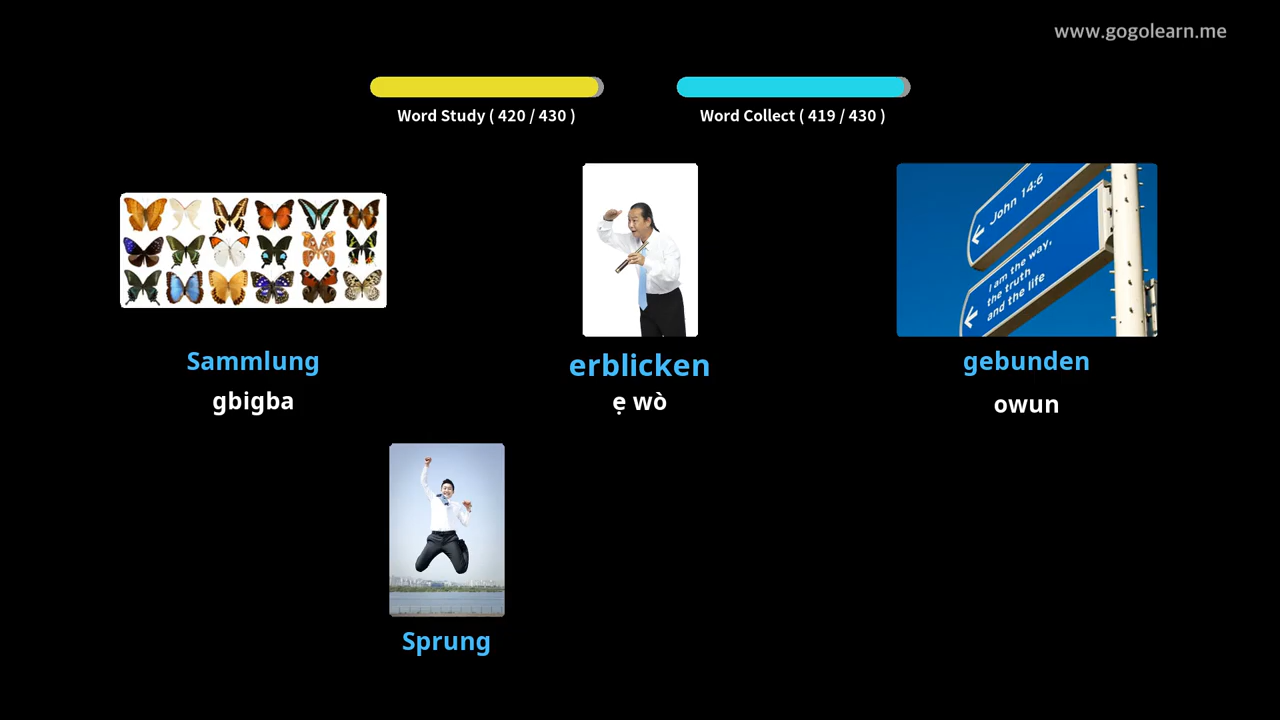 www.gogolearn.me
Word Study ( 420 / 430 )
Word Collect ( 419 / 430 )
John 14:6
I am the way,
the truth
and the life
Sammlung
erblicken
gebunden
gbigba
ẹ wò
owun
Sprung